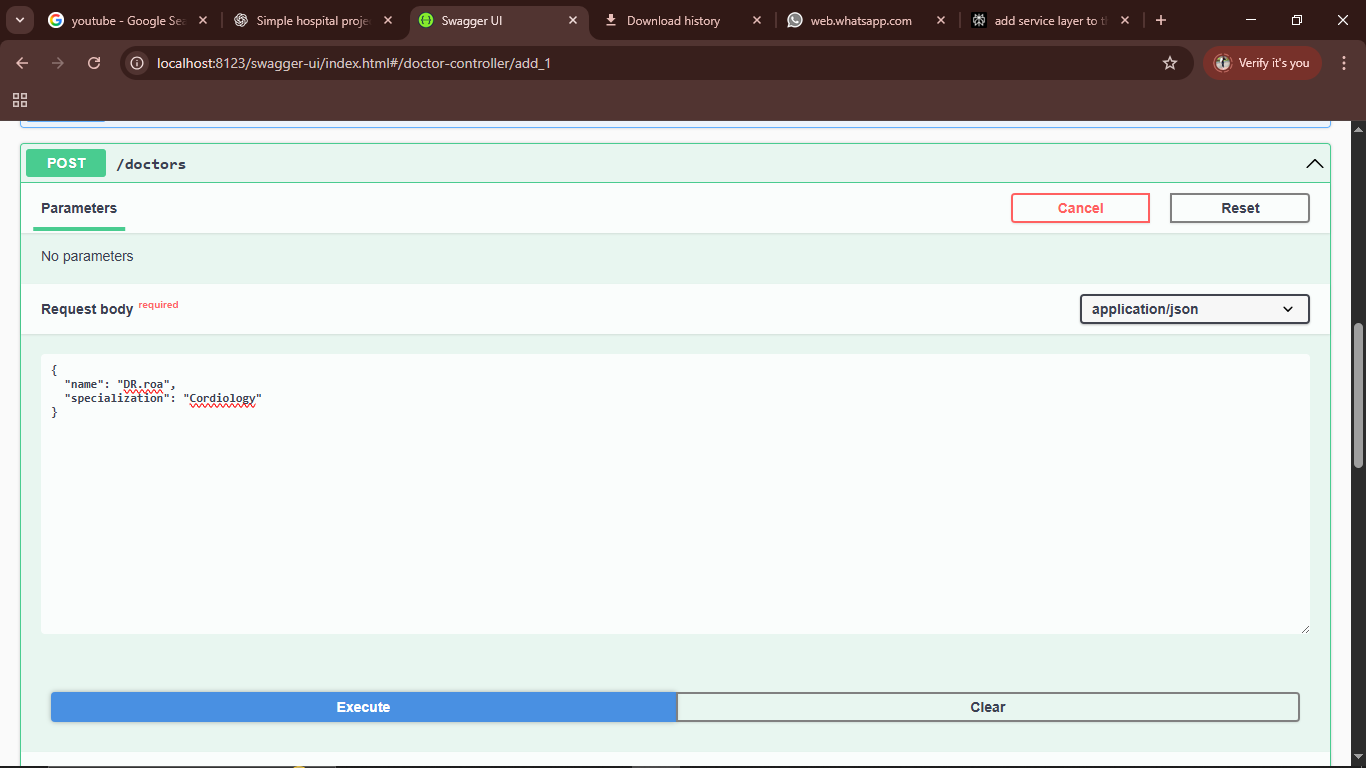 youtube - Google Sea
Simple hospital proje
Swagger UI
Download history
web.whatsapp.com
add service layer to th
localhost:8123/swagger-ui/index.html#/doctor-controller/add_1
Verify it's you
POST /doctors
Parameters
Cancel
Reset
No parameters
Request body required
application/json
{
"name": "DR.roa",
"specialization": "Cordiology"
}
Execute
Clear